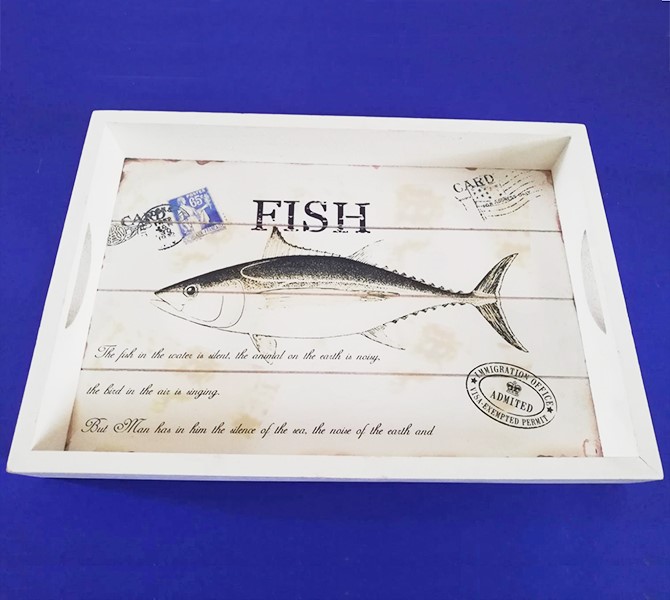 CARD
65F
FISH
CARD
The fish in the water is silent, the animal on the earth is noisy,
the bird in the air is singing.
But Man has in him the silence of the sea, the noise of the earth and
IMMIGRATION OFFICE
ADMITED
VISA-EXEMPTED PERMIT